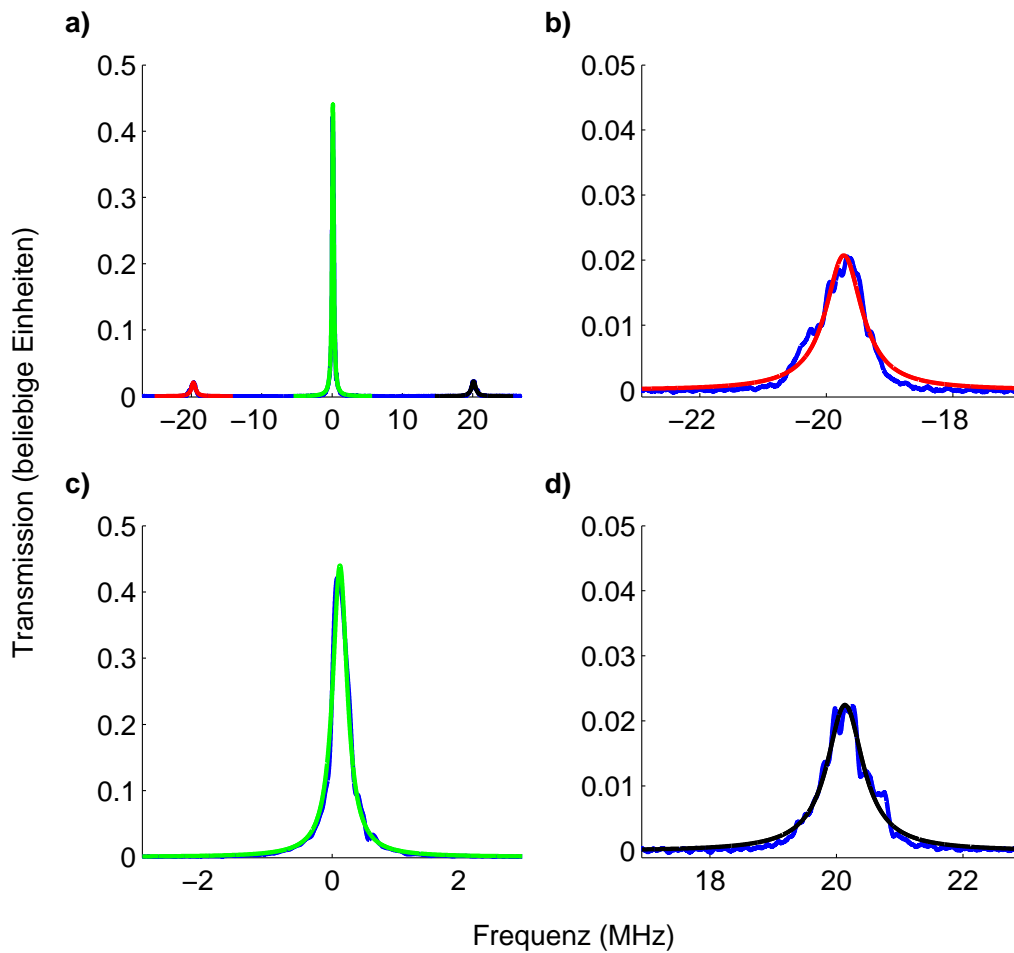 a)
b)
0.5
0.4
0.3
0.2
0.1
0
−20 −10 0 10 20
0.05
0.04
0.03
0.02
0.01
0
−22 −20 −18
Transmission (beliebige Einheiten)
c)
d)
0.5
0.4
0.3
0.2
0.1
0
−2 0 2
0.05
0.04
0.03
0.02
0.01
0
18 20 22
Frequenz (MHz)